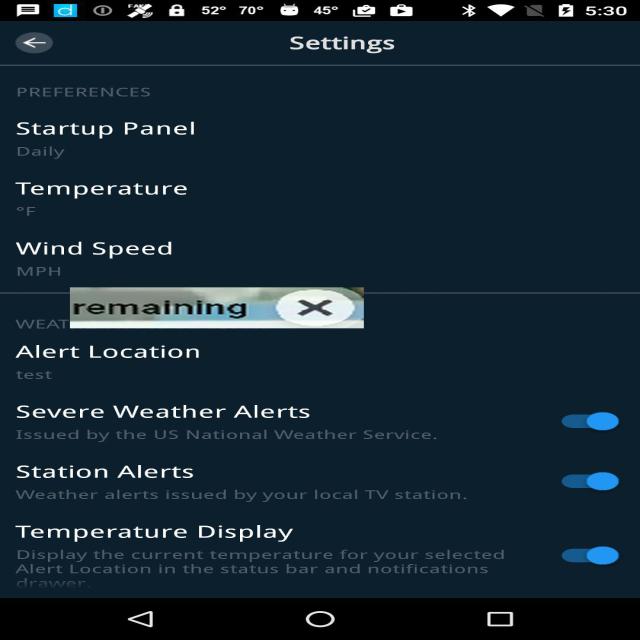 52° 70° 45° 5:30
Settings
PREFERENCES
Startup Panel
Daily
Temperature
°F
Wind Speed
MPH
remaining
WEAT
Alert Location
test
Severe Weather Alerts
Issued by the US National Weather Service.
Station Alerts
Weather alerts issued by your local TV station.
Temperature Display
Display the current temperature for your selected
Alert Location in the status bar and notifications
drawer.